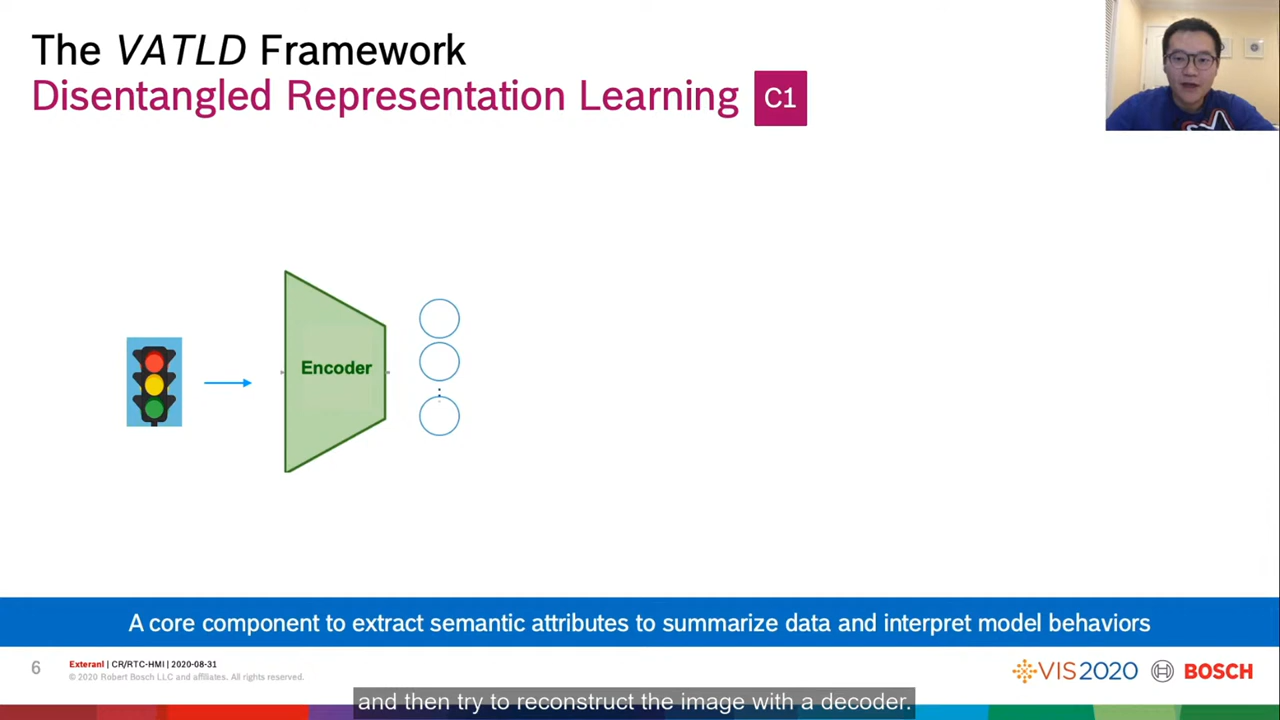 The VATLD Framework
Disentangled Representation Learning C1
Encoder
A core component to extract semantic attributes to summarize data and interpret model behaviors
6
Exteranl | CR/RTC-HMI | 2020-08-31
© 2020 Robert Bosch LLC and affiliates. All rights reserved.
VIS2020 BOSCH
and then try to reconstruct the image with a decoder.